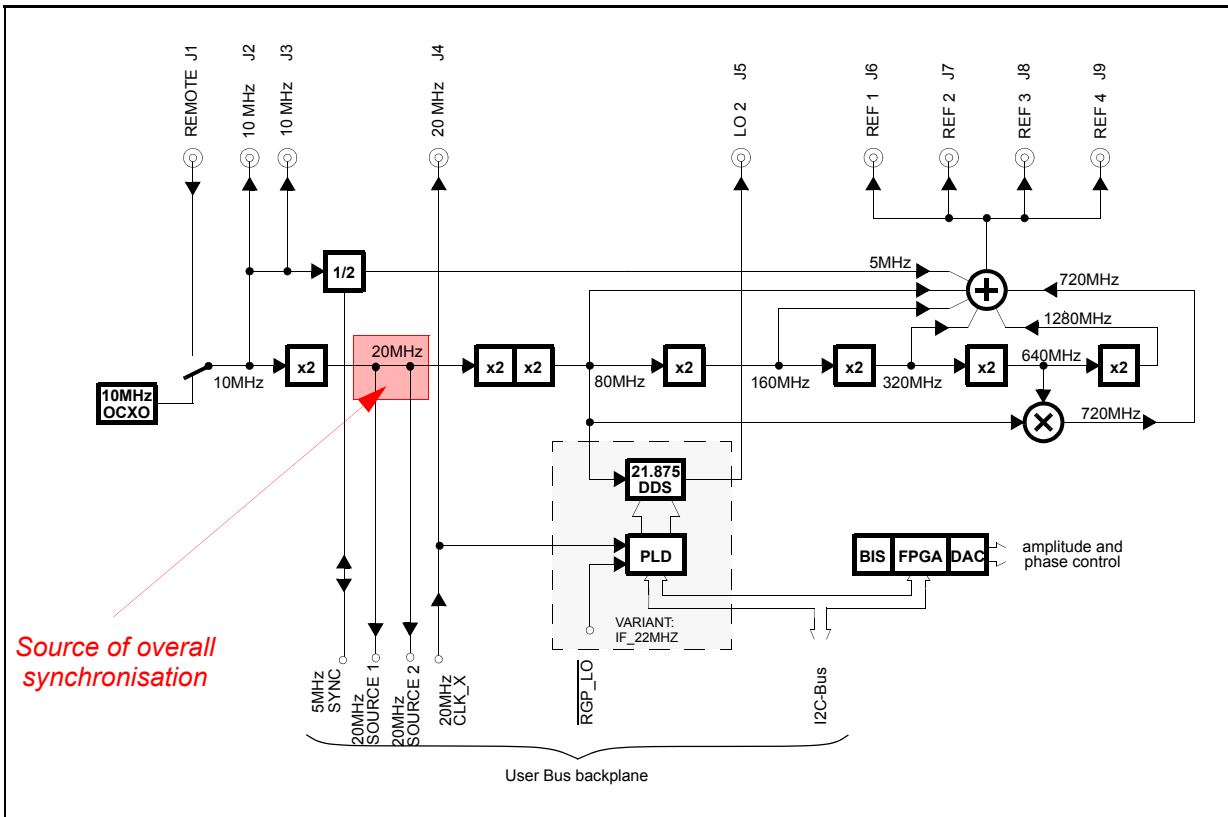 REMOTE J1
10 MHz J2
10 MHz J3
20 MHz J4
LO 2 J5
REF 1 J6
REF 2 J7
REF 3 J8
REF 4 J9
1/2
5MHz
720MHz
1280MHz
10MHz
OCXO
10MHz
x2
20MHz
x2
x2
80MHz
x2
160MHz
x2
320MHz
x2
640MHz
x2
720MHz
21.875
DDS
PLD
VARIANT:
IF_22MHZ
BIS
FPGA
DAC
amplitude and
phase control
Source of overall
synchronisation
5MHz
SYNC
20MHz
SOURCE 1
20MHz
SOURCE 2
20MHz
CLK_X
RGP_LO
I2C-Bus
User Bus backplane